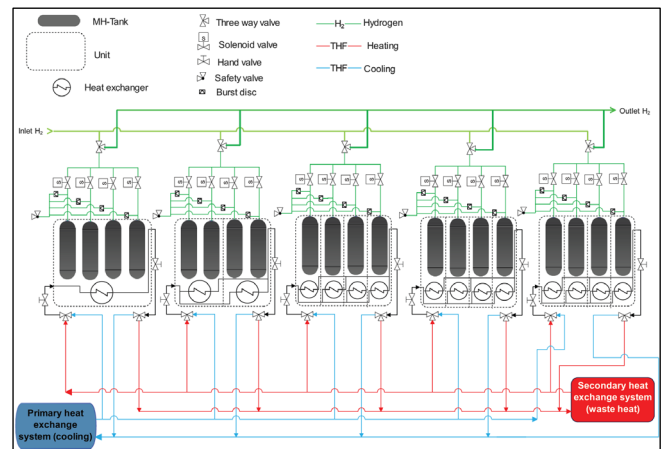 MH-Tank
Unit
Heat exchanger
Three way valve
S
Solenoid valve
Hand valve
Safety valve
Burst disc
H₂ Hydrogen
THF Heating
THF Cooling
Outlet H₂
Inlet H₂
S S S S S S S S S S S S S S S S S S S S
Primary heat
exchange
system (cooling)
Secondary heat
exchange system
(waste heat)